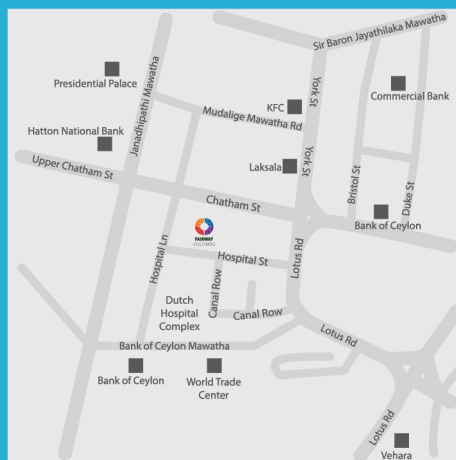 Sir Baron Jayathilaka Mawatha
Presidential Palace
Janadhipathi Mawatha
York St
Commercial Bank
KFC
Mudalige Mawatha Rd
Hatton National Bank
York St
Laksala
Upper Chatham St
Bristol St
Duke St
Chatham St
Bank of Ceylon
FAIRWAY
COLOMBO
Hospital Ln
Hospital St
Lotus Rd
Canal Row
Dutch
Hospital
Complex
Canal Row
Lotus Rd
Bank of Ceylon Mawatha
Bank of Ceylon
World Trade
Center
Lotus Rd
Vehara